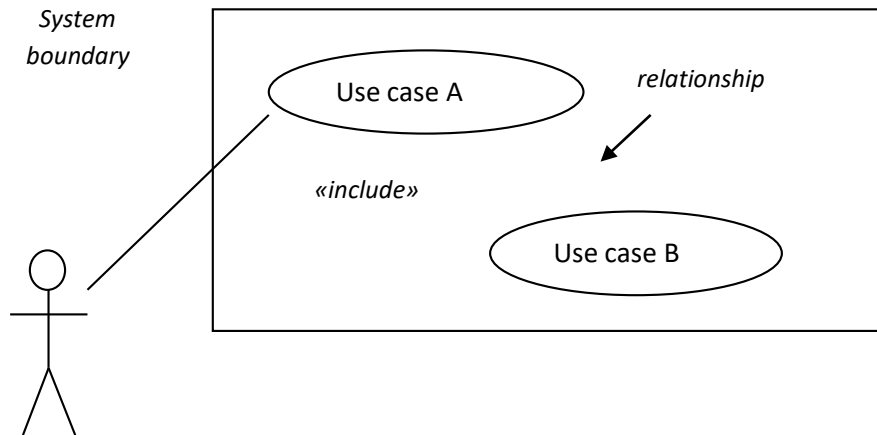 System
boundary
Use case A
relationship
«include»
Use case B